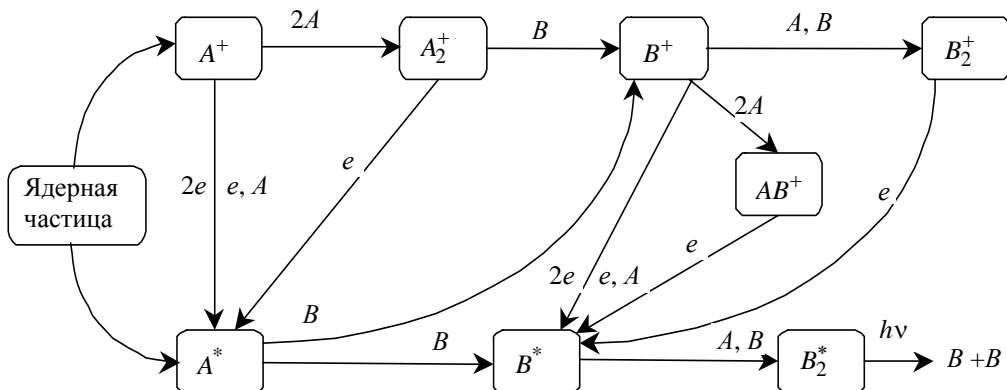 2A
B
A, B
A⁺
A₂⁺
B⁺
B₂⁺
2A
e
Ядерная
частица
2e
e, A
AB⁺
e
e
2e
e, A
B
B
A, B
hν
A*
B*
B₂*
B + B